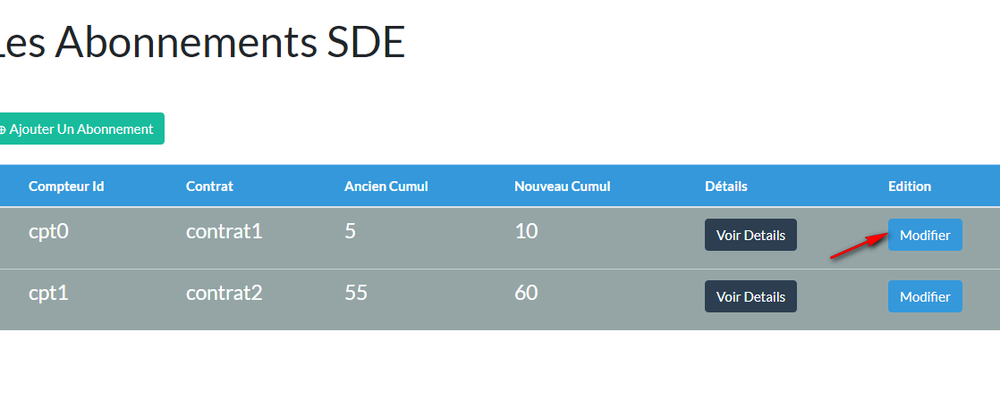 Les Abonnements SDE
⊕ Ajouter Un Abonnement
Compteur Id Contrat Ancien Cumul Nouveau Cumul Détails Edition
cpt0 contrat1 5 10 Voir Details Modifier
cpt1 contrat2 55 60 Voir Details Modifier